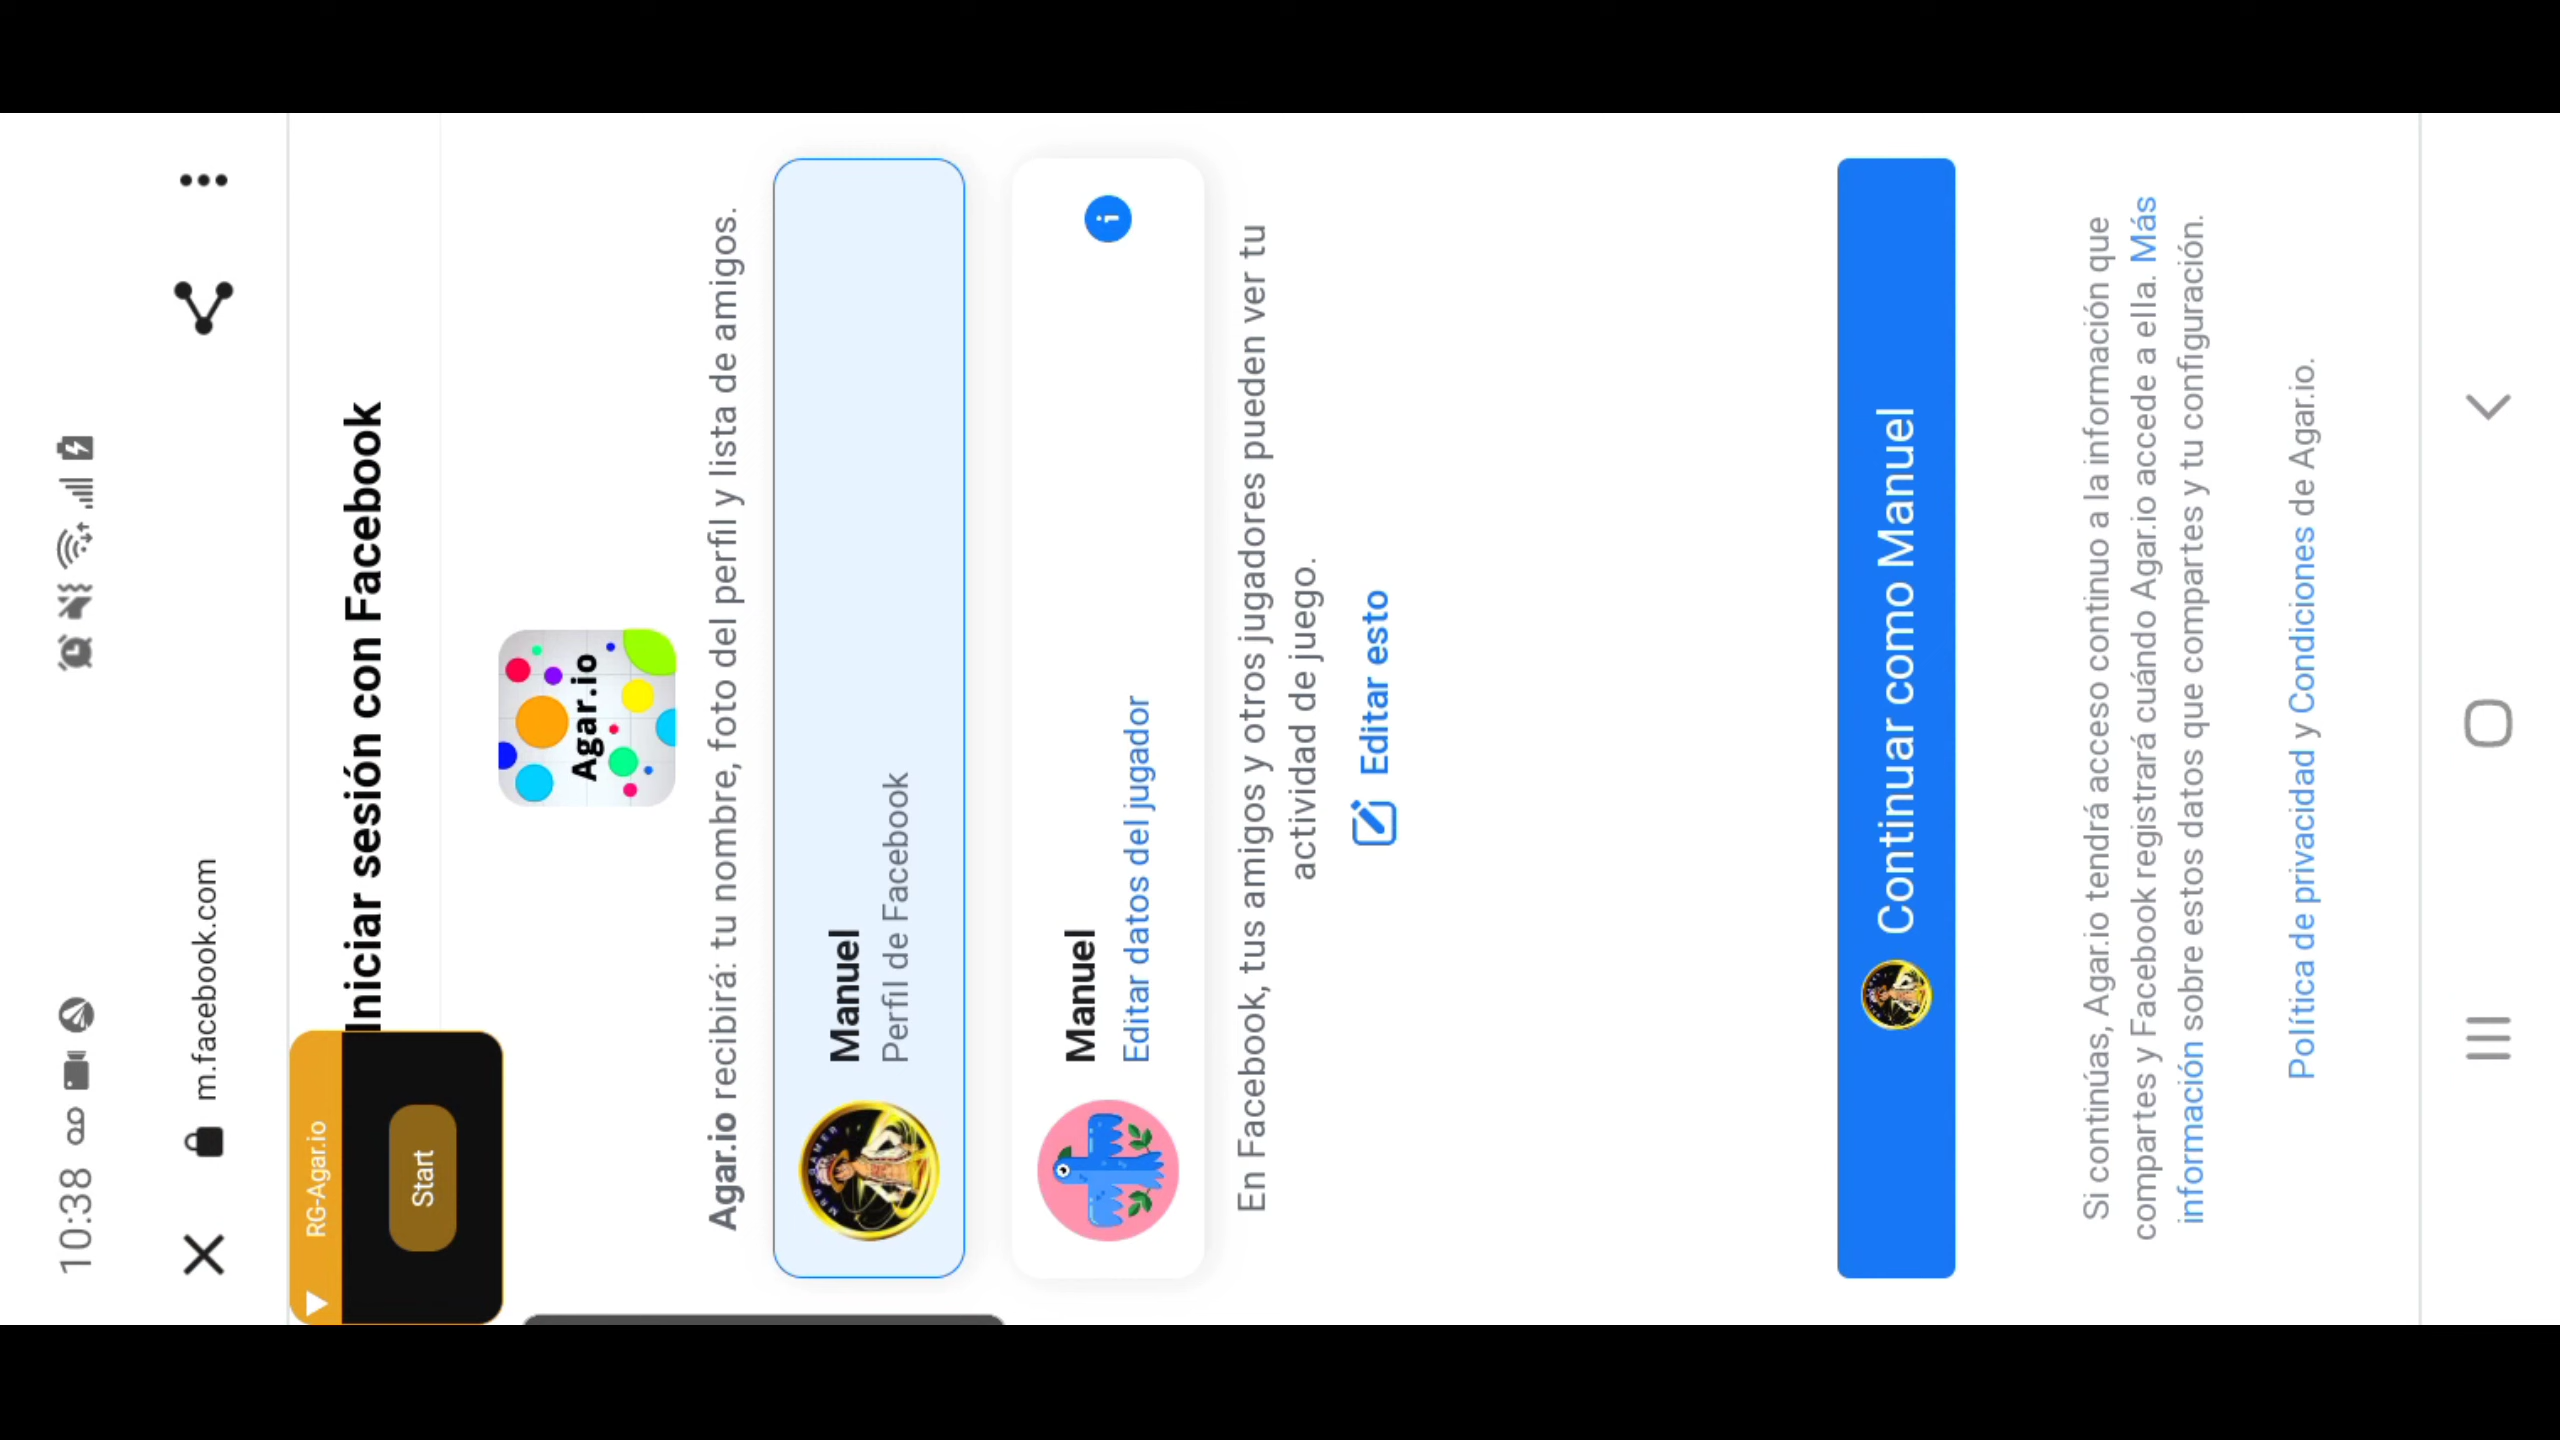 10:38
m.facebook.com
RG-Agar.io
Start
Iniciar sesión con Facebook
Agar.io
Agar.io recibirá: tu nombre, foto del perfil y lista de amigos.
MRU GAMER
Manuel
Perfil de Facebook
Manuel
Editar datos del jugador
i
En Facebook, tus amigos y otros jugadores pueden ver tu
actividad de juego.
Editar esto
Continuar como Manuel
Si continúas, Agar.io tendrá acceso continuo a la información que
compartes y Facebook registrará cuándo Agar.io accede a ella. Más
información sobre estos datos que compartes y tu configuración.
Política de privacidad y Condiciones de Agar.io.